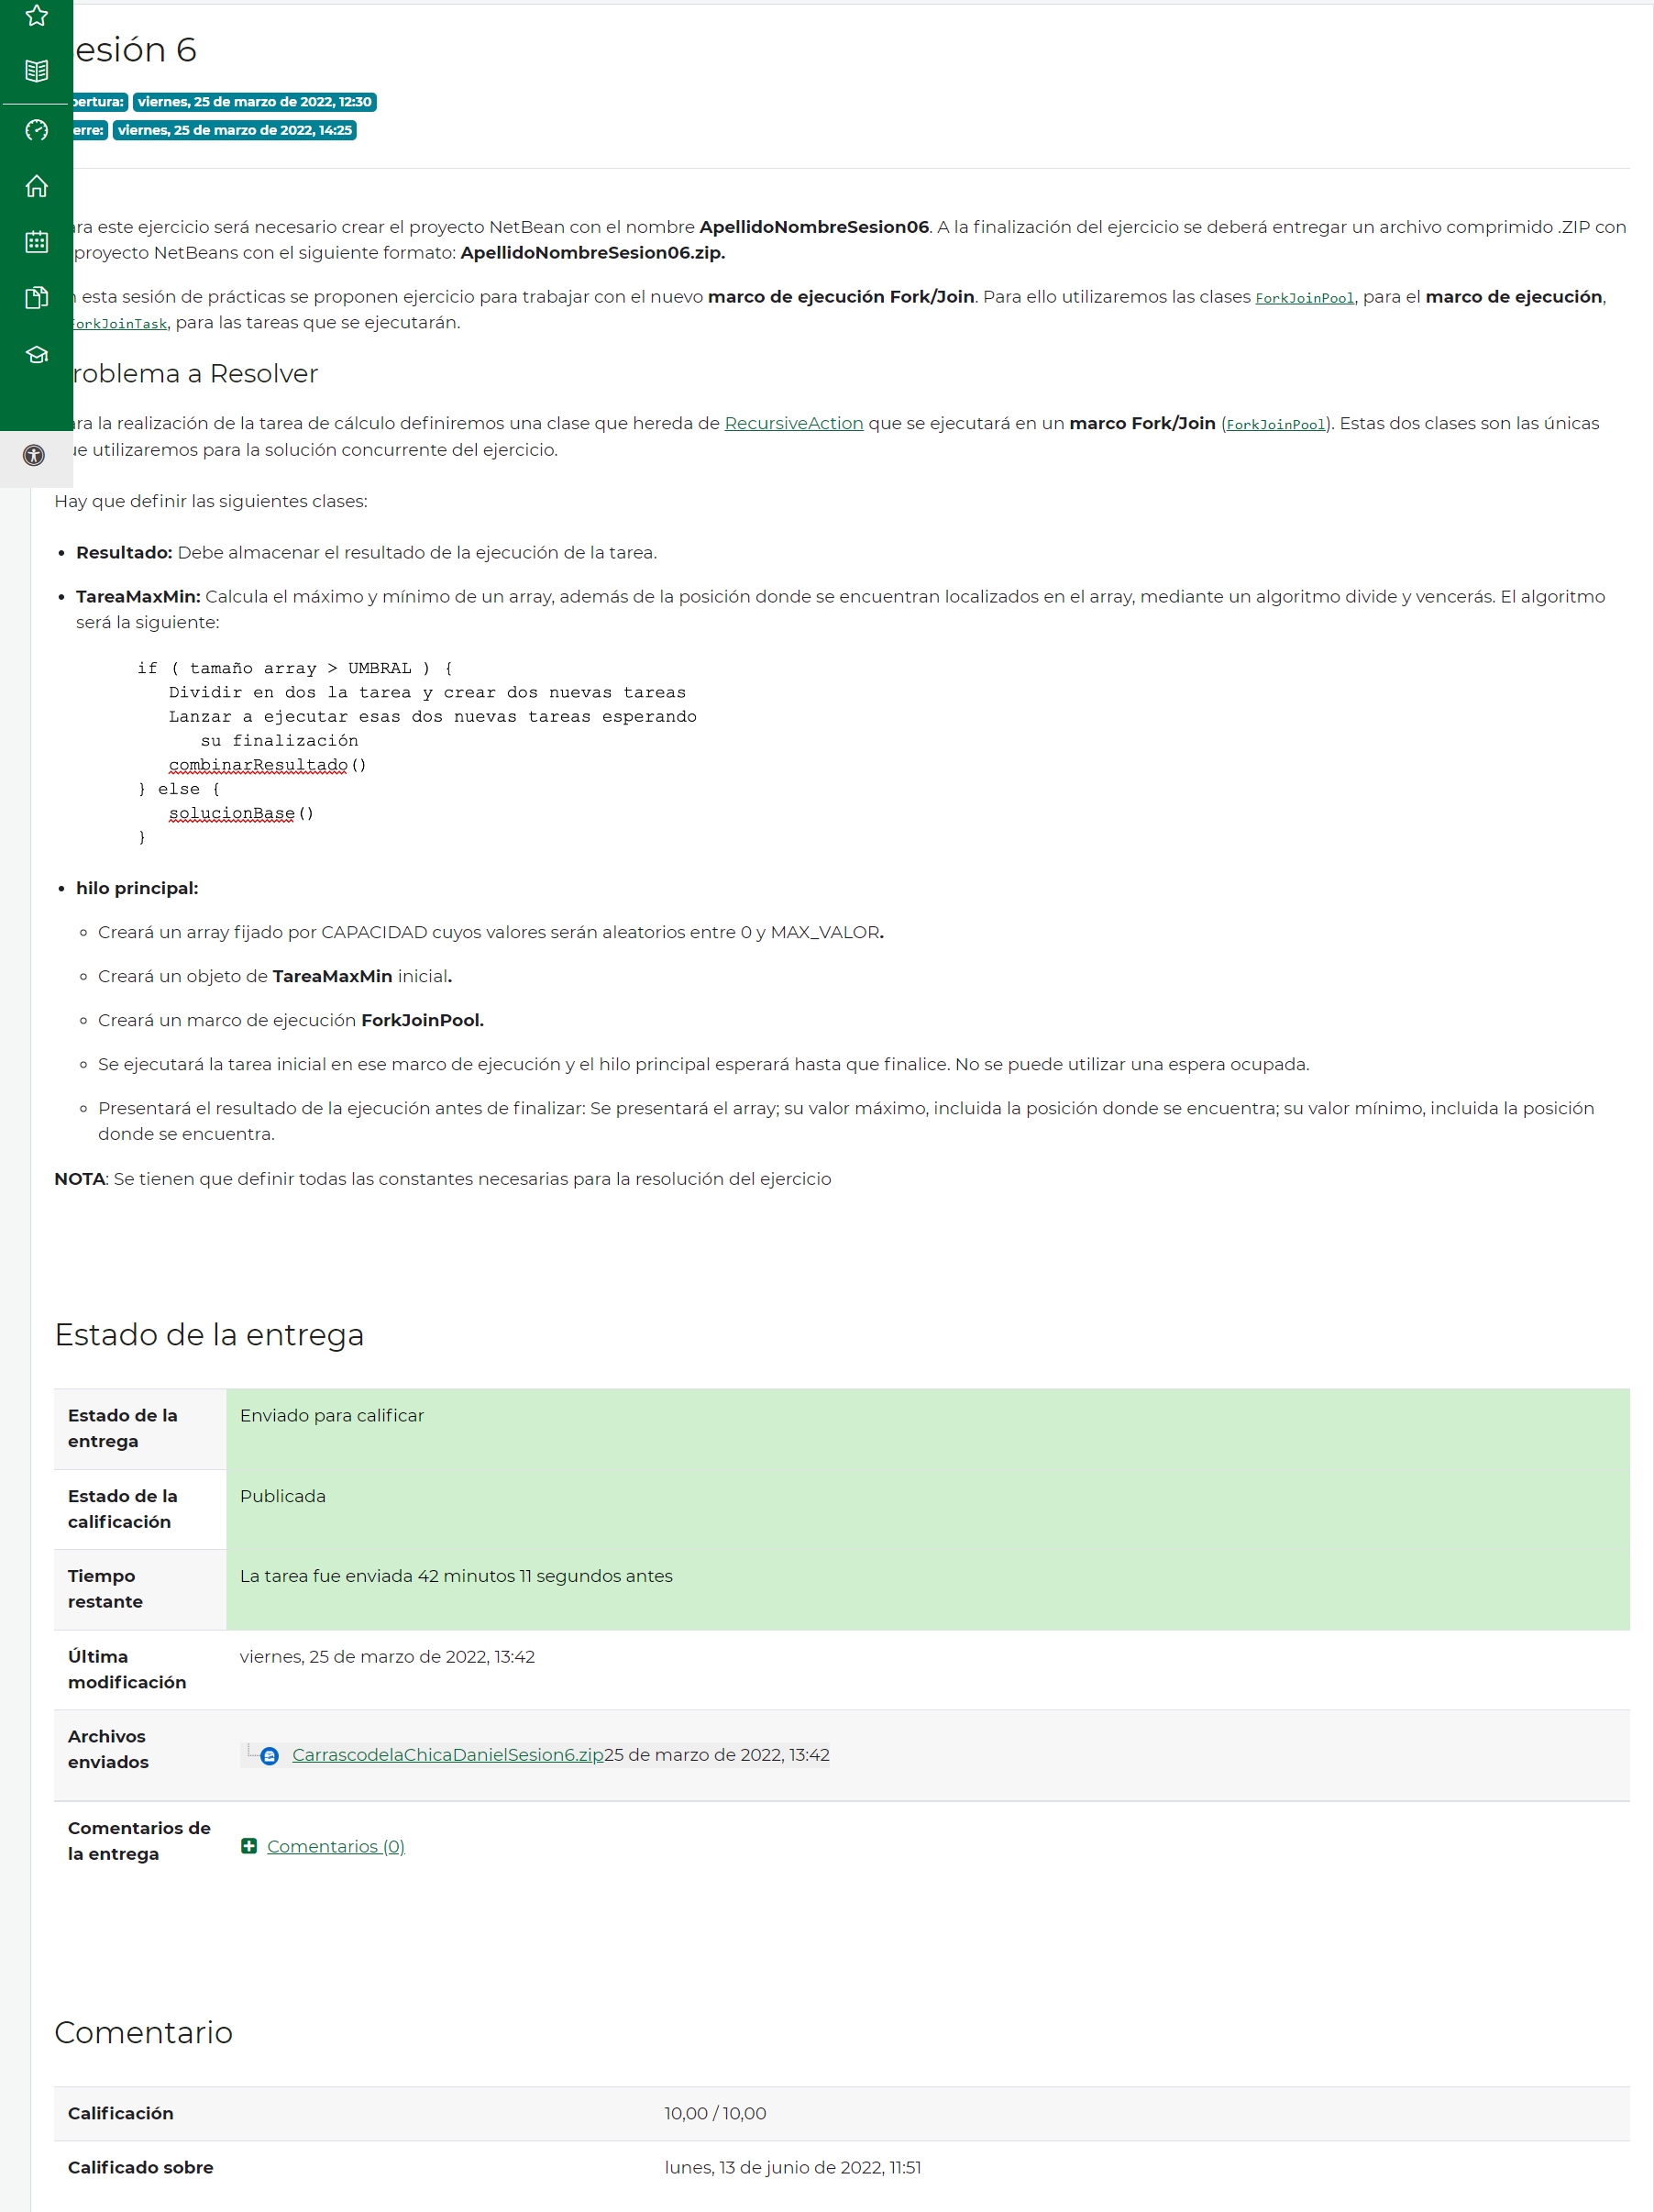 esión 6
pertura: viernes, 25 de marzo de 2022, 12:30
erre: viernes, 25 de marzo de 2022, 14:25
ra este ejercicio será necesario crear el proyecto NetBean con el nombre ApellidoNombreSesion06. A la finalización del ejercicio se deberá entregar un archivo comprimido .ZIP con
proyecto NetBeans con el siguiente formato: ApellidoNombreSesion06.zip.
esta sesión de prácticas se proponen ejercicio para trabajar con el nuevo marco de ejecución Fork/Join. Para ello utilizaremos las clases ForkJoinPool, para el marco de ejecución,
ForkJoinTask, para las tareas que se ejecutarán.
roblema a Resolver
ra la realización de la tarea de cálculo definiremos una clase que hereda de RecursiveAction que se ejecutará en un marco Fork/Join (ForkJoinPool). Estas dos clases son las únicas
ue utilizaremos para la solución concurrente del ejercicio.
Hay que definir las siguientes clases:
• Resultado: Debe almacenar el resultado de la ejecución de la tarea.
• TareaMaxMin: Calcula el máximo y mínimo de un array, además de la posición donde se encuentran localizados en el array, mediante un algoritmo divide y vencerás. El algoritmo
será la siguiente:
if ( tamaño array > UMBRAL ) {
Dividir en dos la tarea y crear dos nuevas tareas
Lanzar a ejecutar esas dos nuevas tareas esperando
su finalización
combinarResultado()
} else {
solucionBase()
}
• hilo principal:
◦ Creará un array fijado por CAPACIDAD cuyos valores serán aleatorios entre 0 y MAX_VALOR.
◦ Creará un objeto de TareaMaxMin inicial.
◦ Creará un marco de ejecución ForkJoinPool.
◦ Se ejecutará la tarea inicial en ese marco de ejecución y el hilo principal esperará hasta que finalice. No se puede utilizar una espera ocupada.
◦ Presentará el resultado de la ejecución antes de finalizar: Se presentará el array; su valor máximo, incluida la posición donde se encuentra; su valor mínimo, incluida la posición
donde se encuentra.
NOTA: Se tienen que definir todas las constantes necesarias para la resolución del ejercicio
Estado de la entrega
Estado de la entrega
Enviado para calificar
Estado de la calificación
Publicada
Tiempo restante
La tarea fue enviada 42 minutos 11 segundos antes
Última modificación
viernes, 25 de marzo de 2022, 13:42
Archivos enviados
CarrascodelaChicaDanielSesion6.zip25 de marzo de 2022, 13:42
Comentarios de la entrega
Comentarios (0)
Comentario
Calificación 10,00 / 10,00
Calificado sobre lunes, 13 de junio de 2022, 11:51